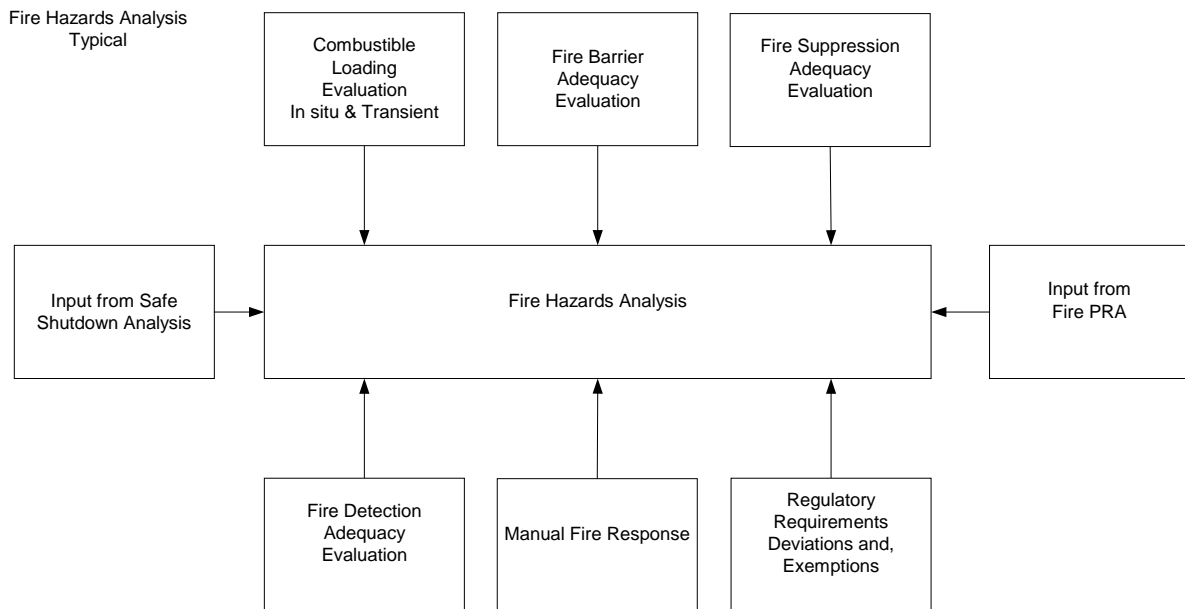 Fire Hazards Analysis
Typical
Combustible
Loading
Evaluation
In situ & Transient
Fire Barrier
Adequacy
Evaluation
Fire Suppression
Adequacy
Evaluation
Input from Safe
Shutdown Analysis
Fire Hazards Analysis
Input from
Fire PRA
Fire Detection
Adequacy
Evaluation
Manual Fire Response
Regulatory
Requirements
Deviations and,
Exemptions